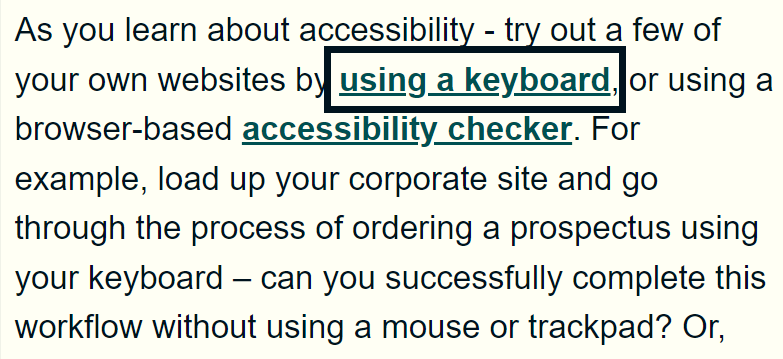 As you learn about accessibility - try out a few of
your own websites by using a keyboard, or using a
browser-based accessibility checker. For
example, load up your corporate site and go
through the process of ordering a prospectus using
your keyboard – can you successfully complete this
workflow without using a mouse or trackpad? Or,